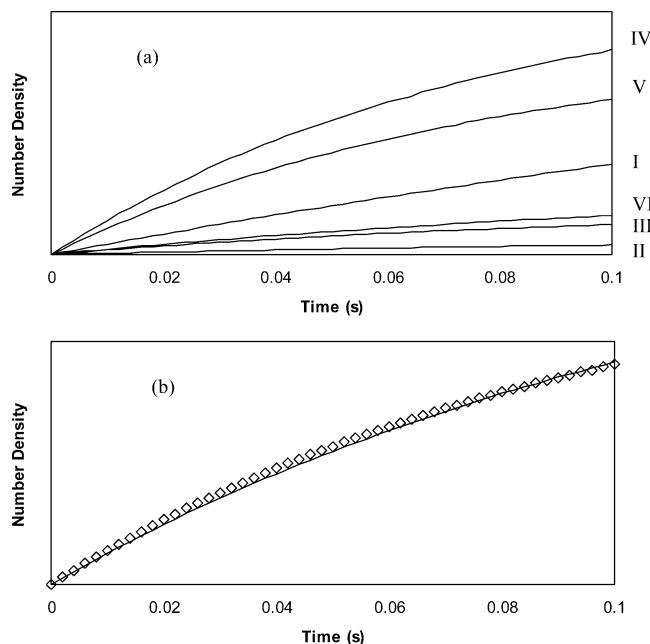 (a)
IV
V
I
VI
III
II
Number Density
0 0.02 0.04 0.06 0.08 0.1
Time (s)
(b)
Number Density
0 0.02 0.04 0.06 0.08 0.1
Time (s)